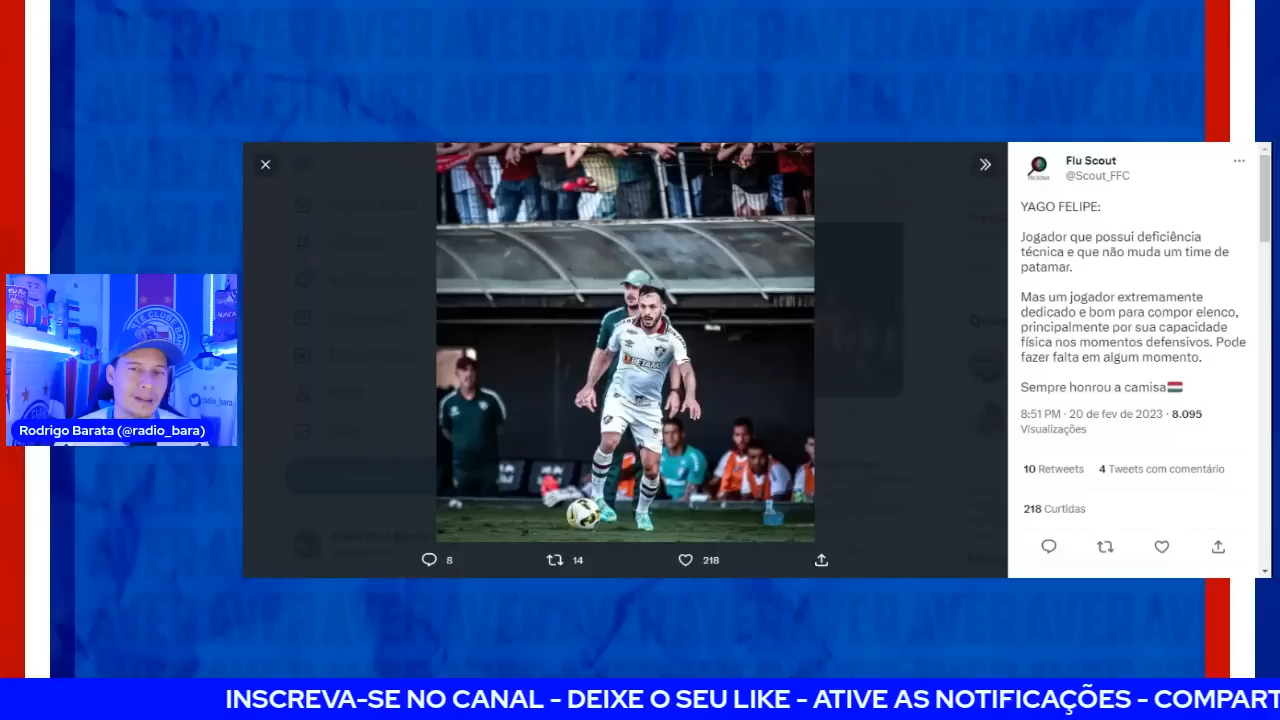 Flu Scout
@Scout_FFC
YAGO FELIPE:
Jogador que possui deficiência
técnica e que não muda um time de
patamar.
Mas um jogador extremamente
dedicado e bom para compor elenco,
principalmente por sua capacidade
física nos momentos defensivos. Pode
fazer falta em algum momento.
Sempre honrou a camisa
8:51 PM · 20 de fev de 2023 · 8.095
Visualizações
10 Retweets 4 Tweets com comentário
218 Curtidas
8 14 218
BETANO
Rodrigo Barata (@radio_bara)
@radio_bara
INSCREVA-SE NO CANAL - DEIXE O SEU LIKE - ATIVE AS NOTIFICAÇÕES - COMPART